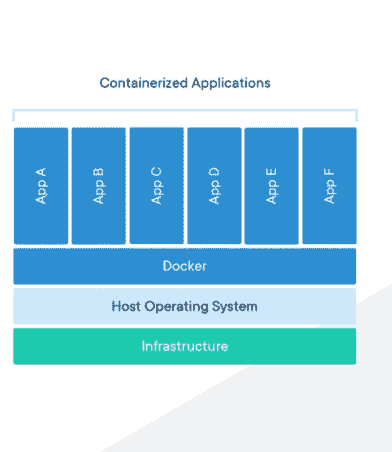 Containerized Applications
App A
App B
App C
App D
App E
App F
Docker
Host Operating System
Infrastructure